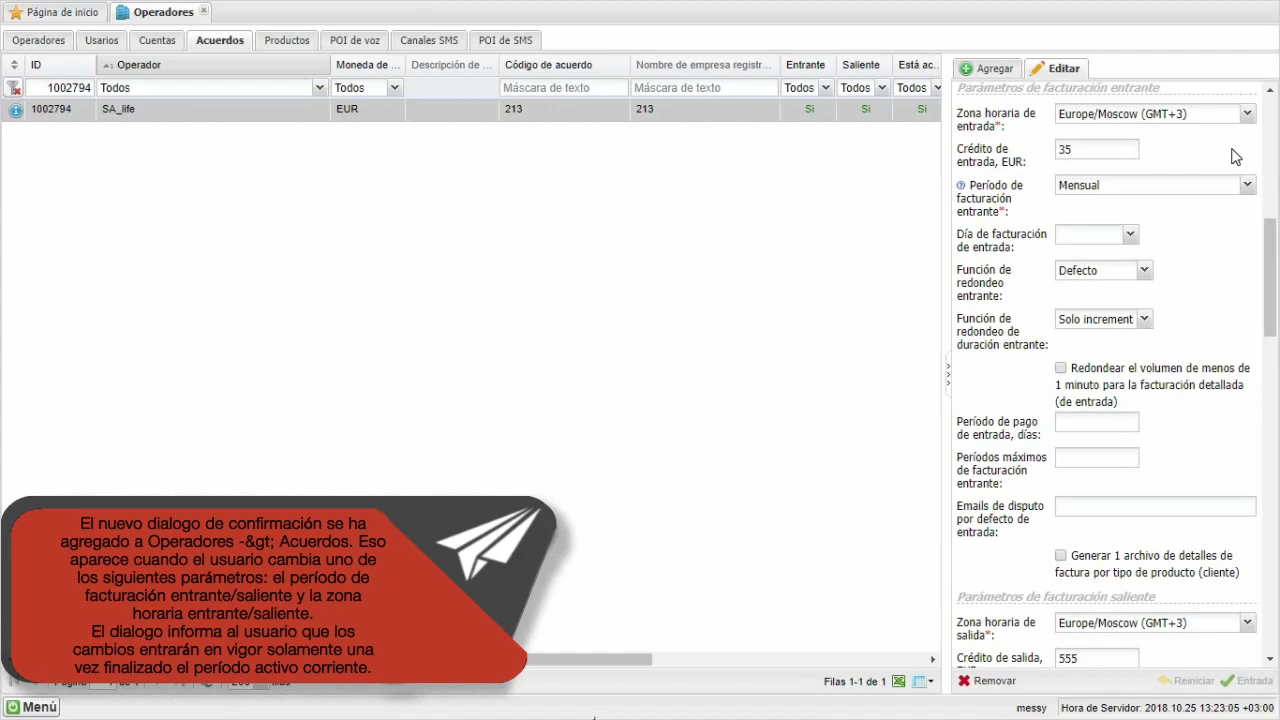 Página de inicio
Operadores
Operadores Usuarios Cuentas Acuerdos Productos POI de voz Canales SMS POI de SMS
ID Operador Moneda de ... Descripción de ... Código de acuerdo Nombre de empresa registr... Entrante Saliente Está ac...
1002794 Todos Todos Máscara de texto Máscara de texto Todos Todos Todos
1002794 SA_life EUR 213 213 Sí Sí Sí
Agregar Editar
Parámetros de facturación entrante
Zona horaria de
entrada*:
Europe/Moscow (GMT+3)
Crédito de
entrada, EUR:
35
Período de
facturación
entrante*:
Mensual
Día de facturación
de entrada:
Función de
redondeo
entrante:
Defecto
Función de
redondeo de
duración entrante:
Solo increment
Redondear el volumen de menos de
1 minuto para la facturación detallada
(de entrada)
Período de pago
de entrada, días:
Períodos máximos
de facturación
entrante:
Emails de disputo
por defecto de
entrada:
Generar 1 archivo de detalles de
factura por tipo de producto (cliente)
Parámetros de facturación saliente
Zona horaria de
salida*:
Europe/Moscow (GMT+3)
Crédito de salida,
555
Remover Reiniciar Entrada
El nuevo dialogo de confirmación se ha
agregado a Operadores -&gt; Acuerdos. Eso
aparece cuando el usuario cambia uno de
los siguientes parámetros: el período de
facturación entrante/saliente y la zona
horaria entrante/saliente.
El dialogo informa al usuario que los
cambios entrarán en vigor solamente una
vez finalizado el período activo corriente.
Filas 1-1 de 1
Menú
messy
Hora de Servidor: 2018.10.25 13:23:05 +03:00